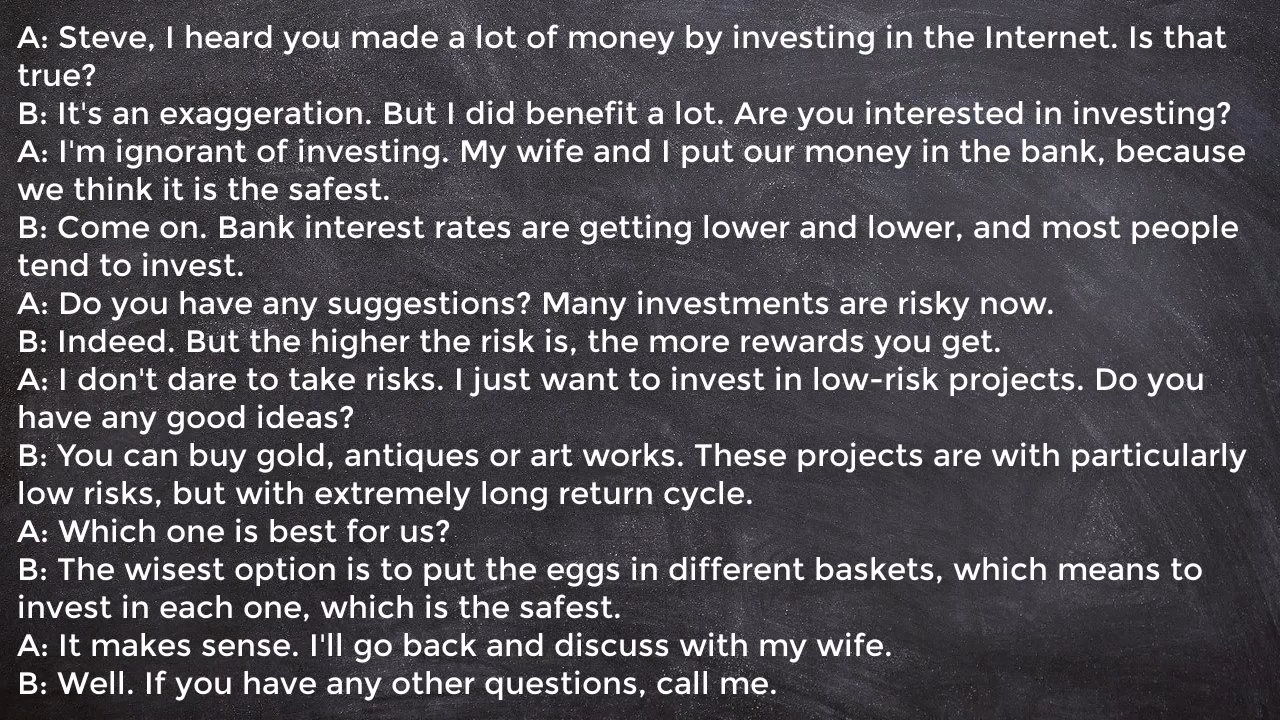 A: Steve, I heard you made a lot of money by investing in the Internet. Is that
true?
B: It's an exaggeration. But I did benefit a lot. Are you interested in investing?
A: I'm ignorant of investing. My wife and I put our money in the bank, because
we think it is the safest.
B: Come on. Bank interest rates are getting lower and lower, and most people
tend to invest.
A: Do you have any suggestions? Many investments are risky now.
B: Indeed. But the higher the risk is, the more rewards you get.
A: I don't dare to take risks. I just want to invest in low-risk projects. Do you
have any good ideas?
B: You can buy gold, antiques or art works. These projects are with particularly
low risks, but with extremely long return cycle.
A: Which one is best for us?
B: The wisest option is to put the eggs in different baskets, which means to
invest in each one, which is the safest.
A: It makes sense. I'll go back and discuss with my wife.
B: Well. If you have any other questions, call me.